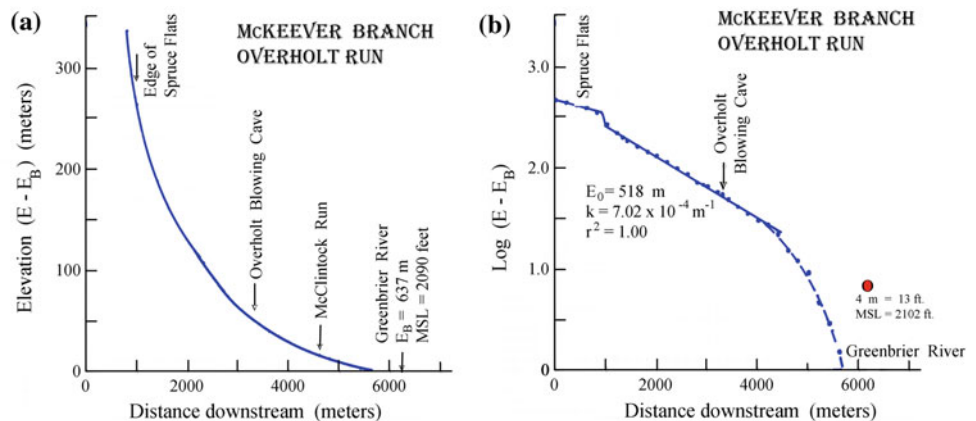 (a)
McKEEVER BRANCH
OVERHOLT RUN
300
200
100
0
Elevation (E - E_B) (meters)
Edge of
Spruce Flats
Overholt Blowing Cave
McClintock Run
Greenbrier River
E_B = 637 m
MSL = 2090 feet
0 2000 4000 6000
Distance downstream (meters)
(b)
McKEEVER BRANCH
OVERHOLT RUN
3.0
2.0
1.0
0
Log (E - E_B)
Spruce Flats
Overholt
Blowing Cave
E₀ = 518 m
k = 7.02 x 10⁻⁴ m⁻¹
r² = 1.00
4 m = 13 ft.
MSL = 2102 ft.
Greenbrier River
0 2000 4000 6000
Distance downstream (meters)